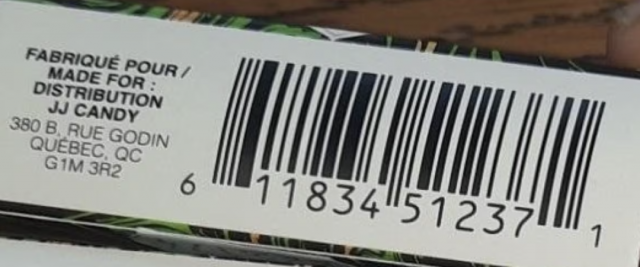 FABRIQUÉ POUR /
MADE FOR :
DISTRIBUTION
JJ CANDY
380 B, RUE GODIN
QUÉBEC, QC
G1M 3R2
6 11834 51237 1